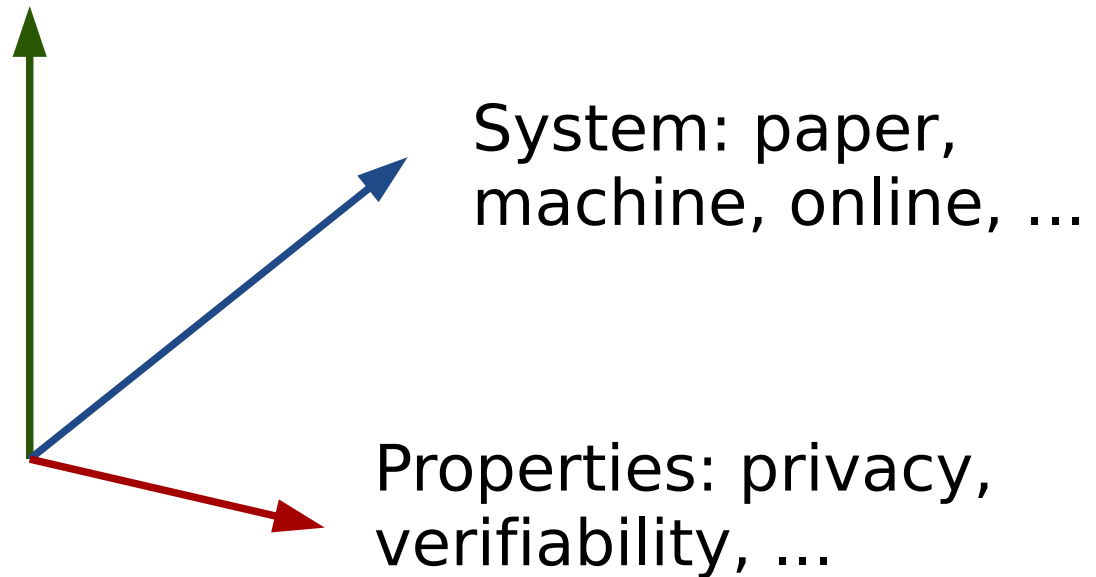 System: paper,
machine, online, ...
Properties: privacy,
verifiability, ...